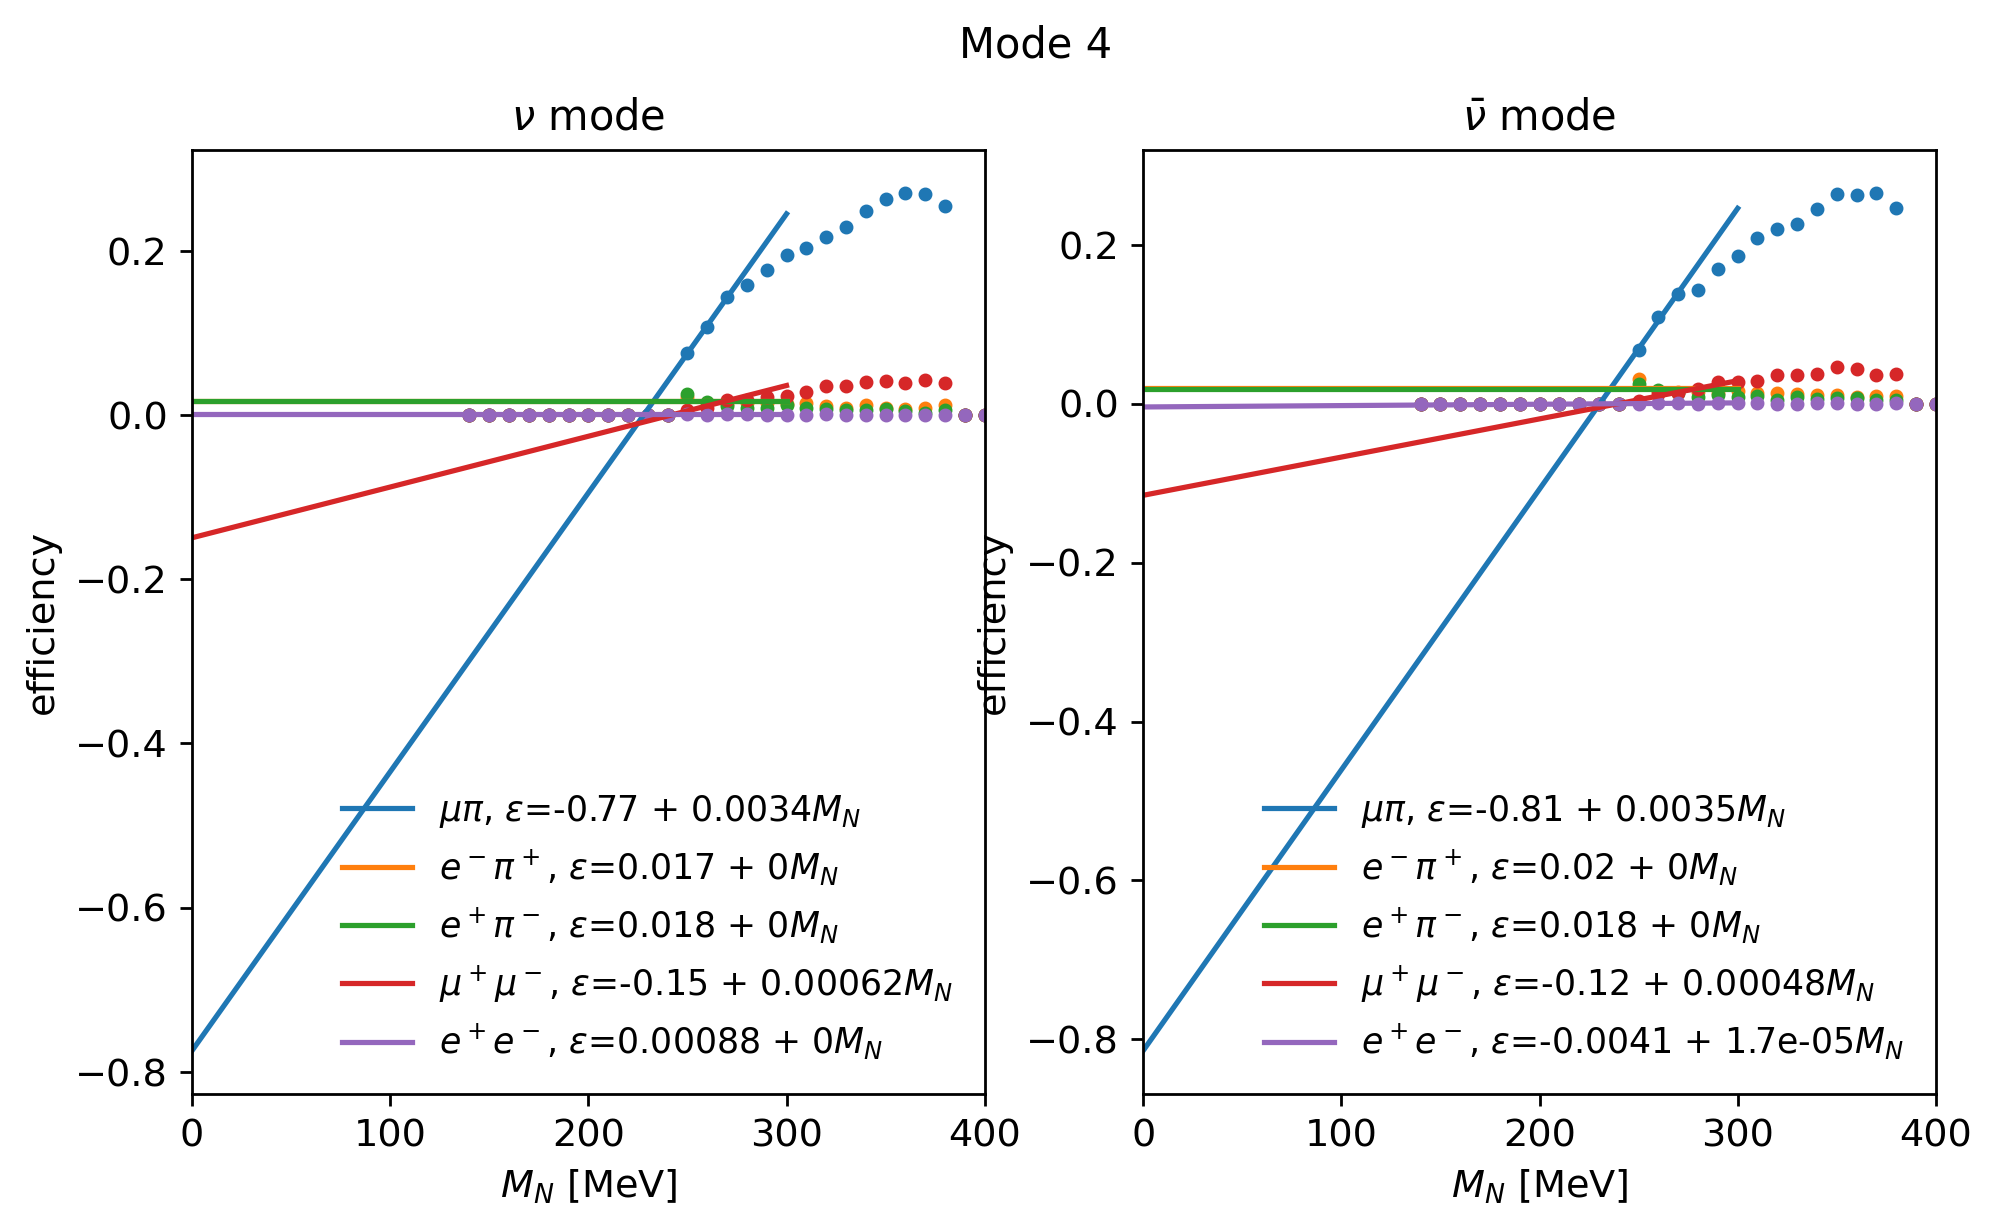 Mode 4
ν mode
0.2
0.0
−0.2
−0.4
−0.6
−0.8
efficiency
0
100
200
300
400
M_N [MeV]
μπ, ε=-0.77 + 0.0034M_N
e⁻π⁺, ε=0.017 + 0M_N
e⁺π⁻, ε=0.018 + 0M_N
μ⁺μ⁻, ε=-0.15 + 0.00062M_N
e⁺e⁻, ε=0.00088 + 0M_N
ν̄ mode
0.2
0.0
−0.2
−0.4
−0.6
−0.8
efficiency
0
100
200
300
400
M_N [MeV]
μπ, ε=-0.81 + 0.0035M_N
e⁻π⁺, ε=0.02 + 0M_N
e⁺π⁻, ε=0.018 + 0M_N
μ⁺μ⁻, ε=-0.12 + 0.00048M_N
e⁺e⁻, ε=-0.0041 + 1.7e-05M_N